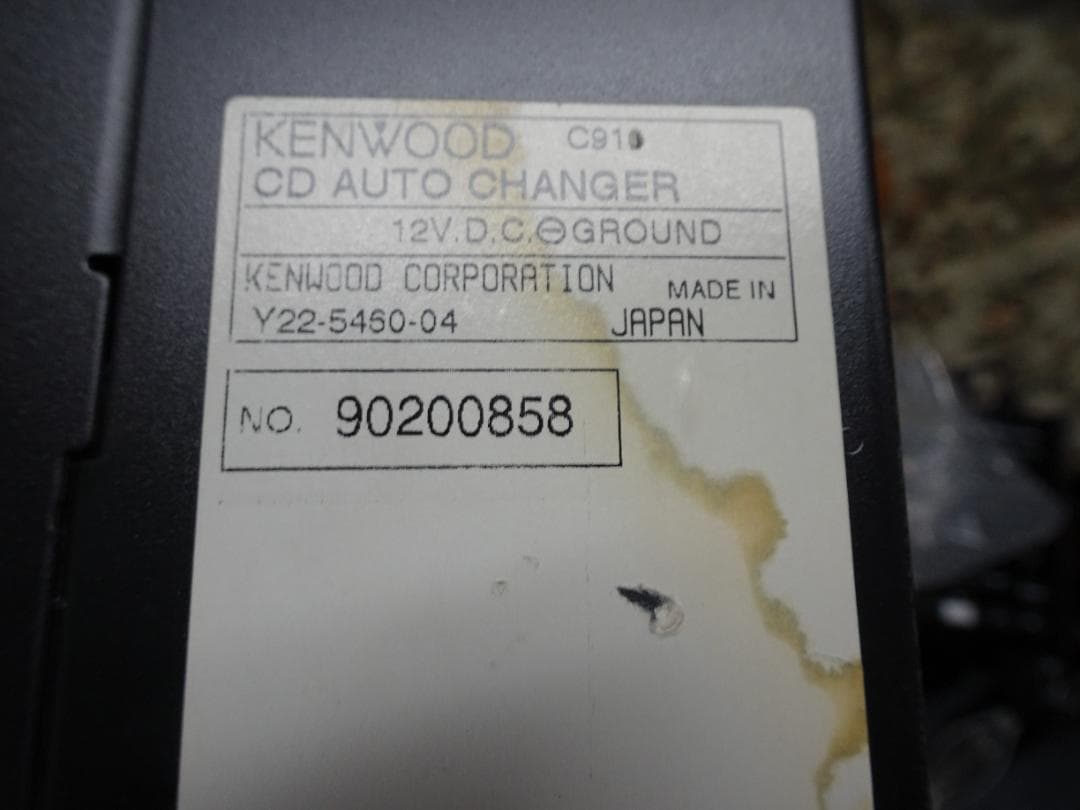 KENWOOD
CD AUTO CHANGER
12V.D.C.⊖GROUND
KENWOOD CORPORATION
MADE IN JAPAN
Y22-5460-04
NO. 90200858